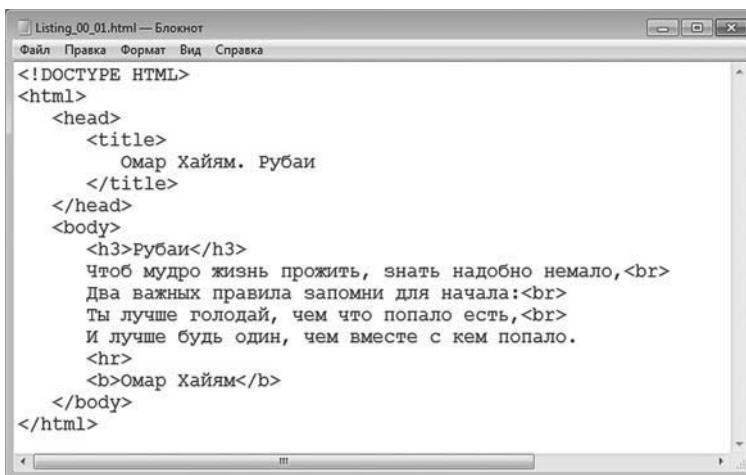 Listing_00_01.html — Блокнот
Файл Правка Формат Вид Справка
<!DOCTYPE HTML>
<html>
<head>
<title>
Омар Хайям. Рубаи
</title>
</head>
<body>
<h3>Рубаи</h3>
Чтоб мудро жизнь прожить, знать надобно немало,<br>
Два важных правила запомни для начала:<br>
Ты лучше голодай, чем что попало есть,<br>
И лучше будь один, чем вместе с кем попало.
<hr>
<b>Омар Хайям</b>
</body>
</html>